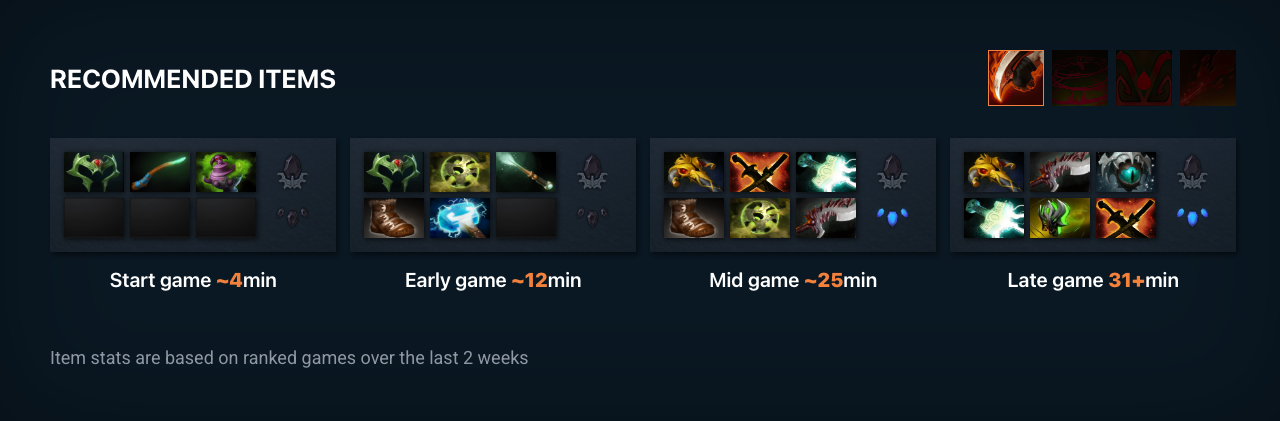 RECOMMENDED ITEMS
Start game ~4min
Early game ~12min
Mid game ~25min
Late game 31+min
Item stats are based on ranked games over the last 2 weeks